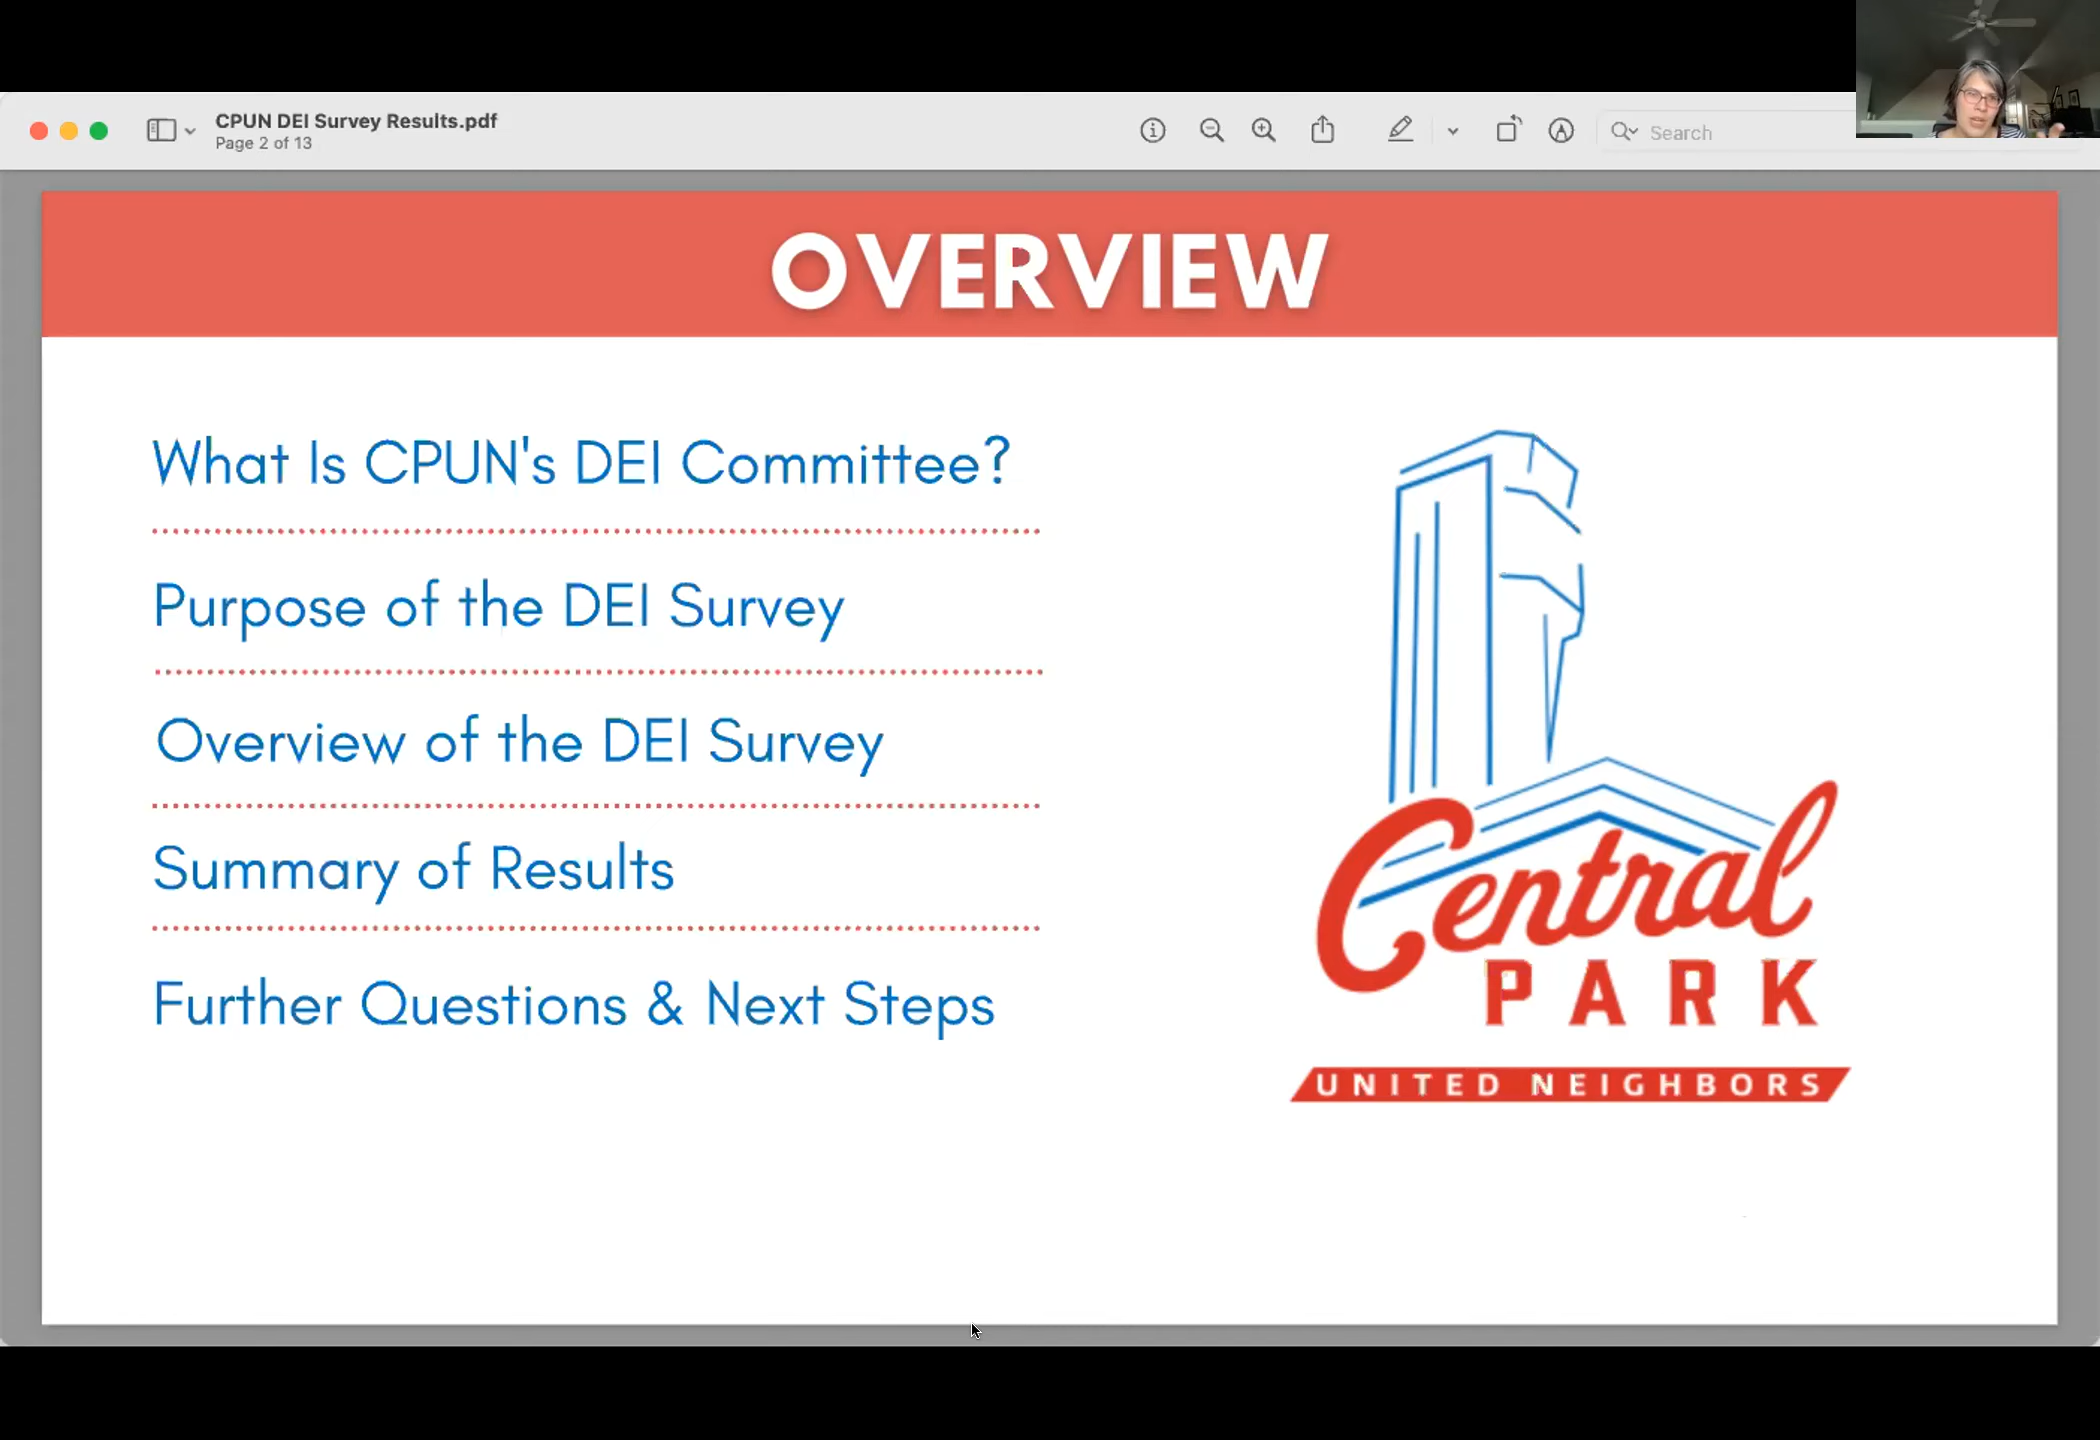 CPUN DEI Survey Results.pdf
Page 2 of 13
Search
OVERVIEW
What Is CPUN's DEI Committee?
Purpose of the DEI Survey
Overview of the DEI Survey
Summary of Results
Further Questions & Next Steps
Central
PARK
UNITED NEIGHBORS